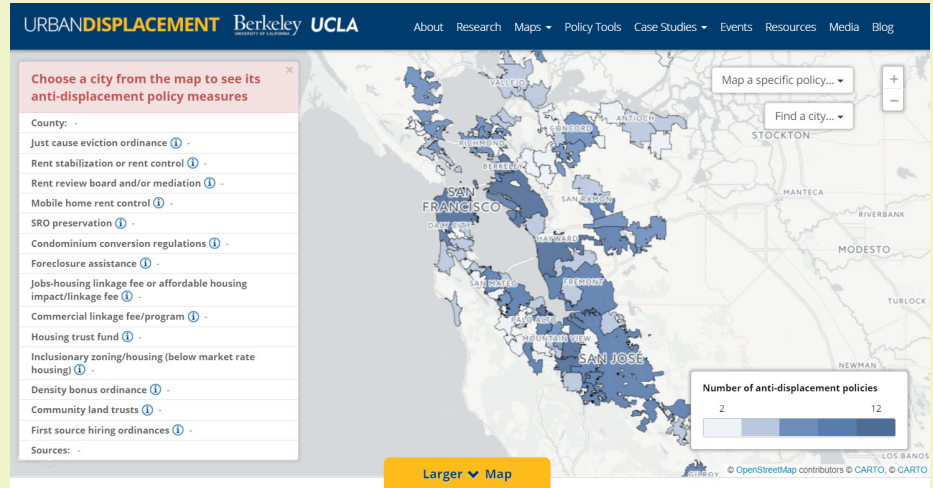 URBANDISPLACEMENT Berkeley UCLA
UNIVERSITY OF CALIFORNIA
About Research Maps Policy Tools Case Studies Events Resources Media Blog
Choose a city from the map to see its
anti-displacement policy measures
×
County: -
Just cause eviction ordinance i -
Rent stabilization or rent control i -
Rent review board and/or mediation i -
Mobile home rent control i -
SRO preservation i -
Condominium conversion regulations i -
Foreclosure assistance i -
Jobs-housing linkage fee or affordable housing
impact/linkage fee i -
Commercial linkage fee/program i -
Housing trust fund i -
Inclusionary zoning/housing (below market rate
housing) i -
Density bonus ordinance i -
Community land trusts i -
First source hiring ordinances i -
Sources: -
Map a specific policy...
Find a city...
+
−
VALLEJO
ANTIOCH
CONCORD
RICHMOND
STOCKTON
BERKELEY
SAN
FRANCISCO
SAN RAMON
MANTECA
RIVERBANK
DALY CITY
HAYWARD
MODESTO
SAN MATEO
FREMONT
TURLOCK
PALO ALTO
MOUNTAIN VIEW
SAN JOSE
NEWMAN
Number of anti-displacement policies
2 12
LOS BANOS
GILROY
© OpenStreetMap contributors © CARTO, © CARTO
Larger Map